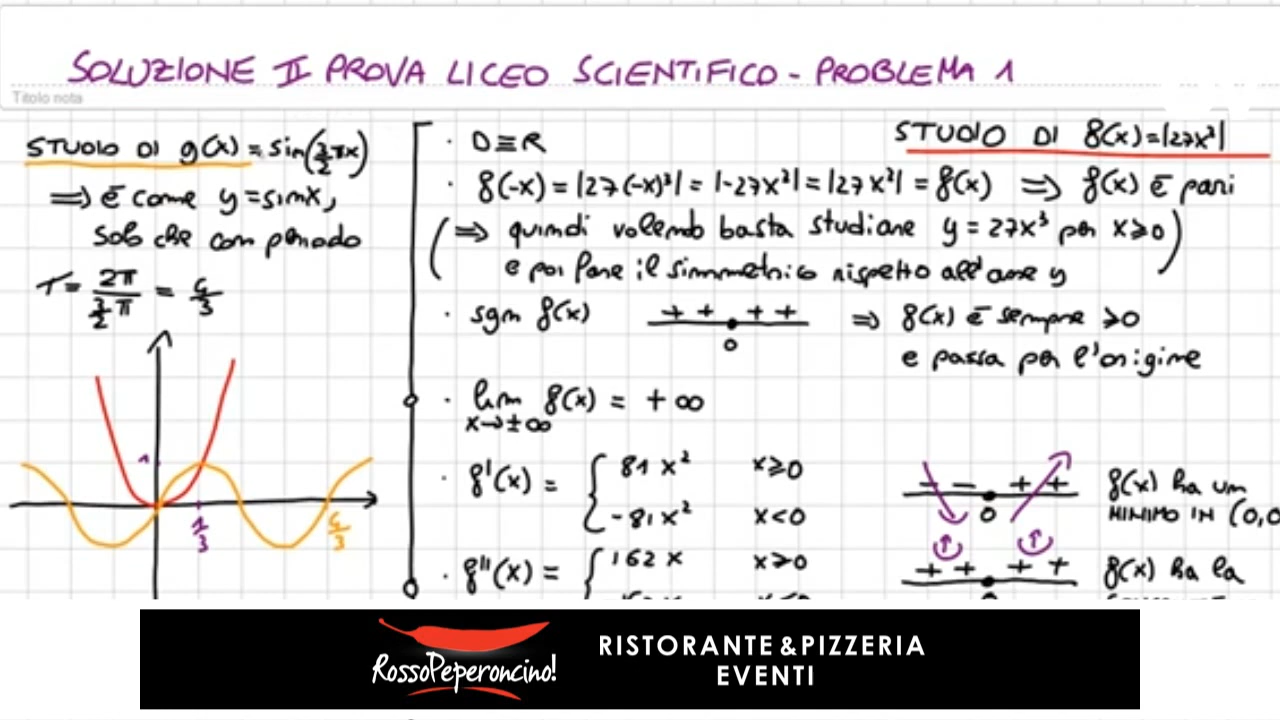 SOLUZIONE II PROVA LICEO SCIENTIFICO - PROBLEMA 1
Titolo nota
STUDIO DI g(x) = sin(3/2 πx)
⇒ è come y = sinx,
solo che con periodo
T = 2π / (3/2 π) = 4/3
1
1/3
4/3
STUDIO DI f(x) = |27x³|
· D ≡ R
· f(-x) = |27(-x)³| = |-27x³| = |27x³| = f(x) ⇒ f(x) è pari
(⇒ quindi volendo basta studiare y = 27x³ per x≥0
e poi fare il simmetrico rispetto all'asse y)
· sgn f(x) + + + + ⇒ f(x) è sempre ≥0
0
e passa per l'origine
· lim f(x) = +∞
x→±∞
· f'(x) = { 81x² x≥0
-81x² x<0
- - + + f(x) ha un
0 MINIMO IN (0,0
· f''(x) = { 162x x≥0
+ + + + f(x) ha la
RossoPeperoncino!
RISTORANTE & PIZZERIA
EVENTI